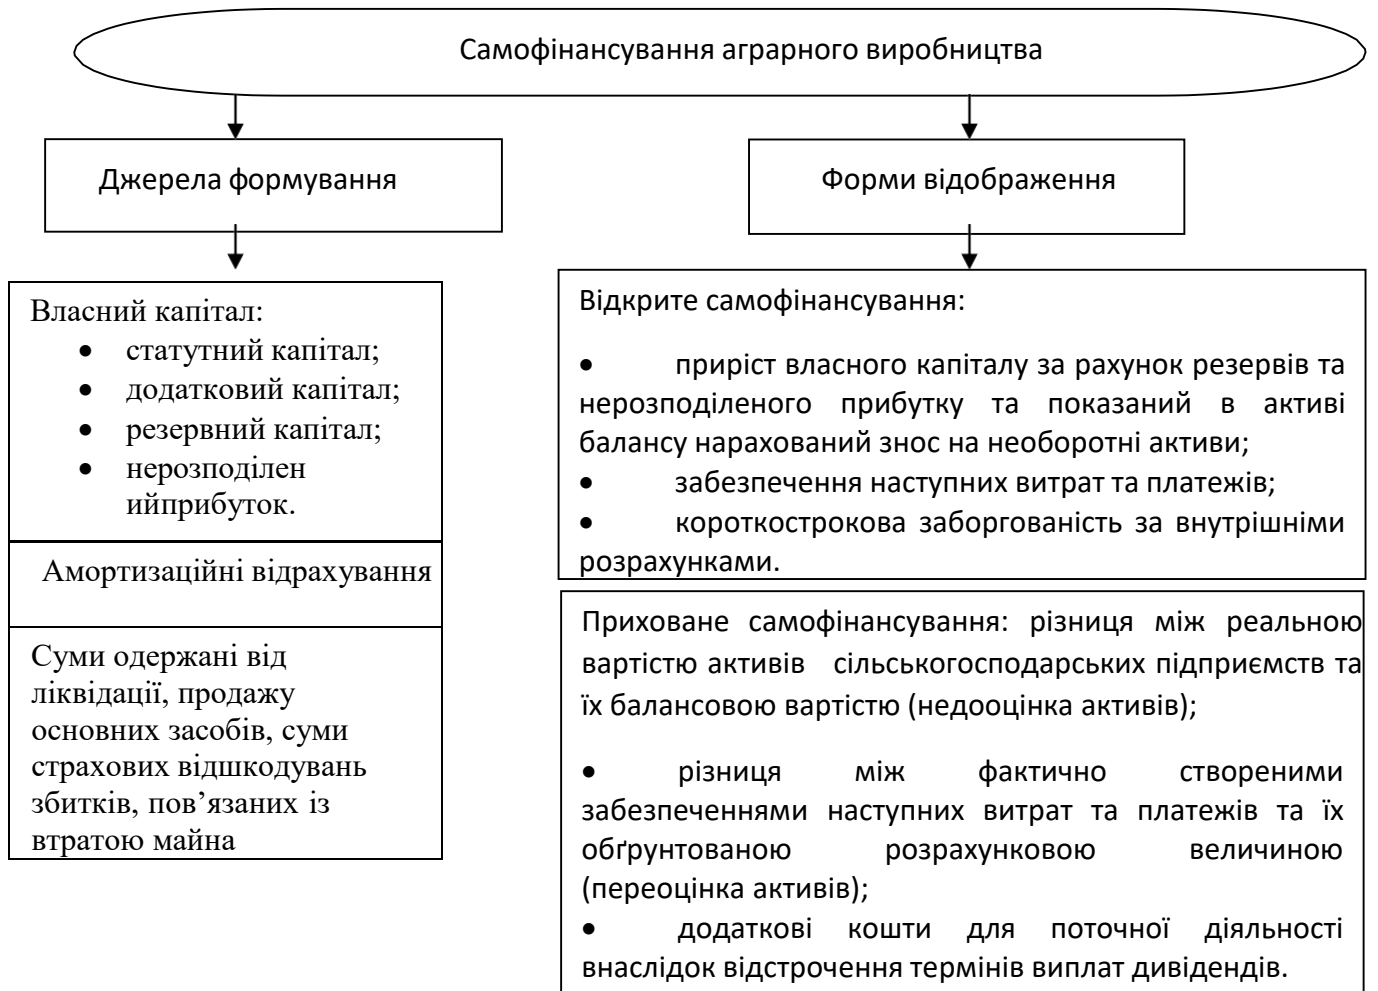 Самофінансування аграрного виробництва
Джерела формування
Форми відображення
Власний капітал:
• статутний капітал;
• додатковий капітал;
• резервний капітал;
• нерозподілен
ийприбуток.
Амортизаційні відрахування
Суми одержані від
ліквідації, продажу
основних засобів, суми
страхових відшкодувань
збитків, пов’язаних із
втратою майна
Відкрите самофінансування:
• приріст власного капіталу за рахунок резервів та
нерозподіленого прибутку та показаний в активі
балансу нарахований знос на необоротні активи;
• забезпечення наступних витрат та платежів;
• короткострокова заборгованість за внутрішніми
розрахунками.
Приховане самофінансування: різниця між реальною
вартістю активів сільськогосподарських підприємств та
їх балансовою вартістю (недооцінка активів);
• різниця між фактично створеними
забезпеченнями наступних витрат та платежів та їх
обґрунтованою розрахунковою величиною
(переоцінка активів);
• додаткові кошти для поточної діяльності
внаслідок відстрочення термінів виплат дивідендів.